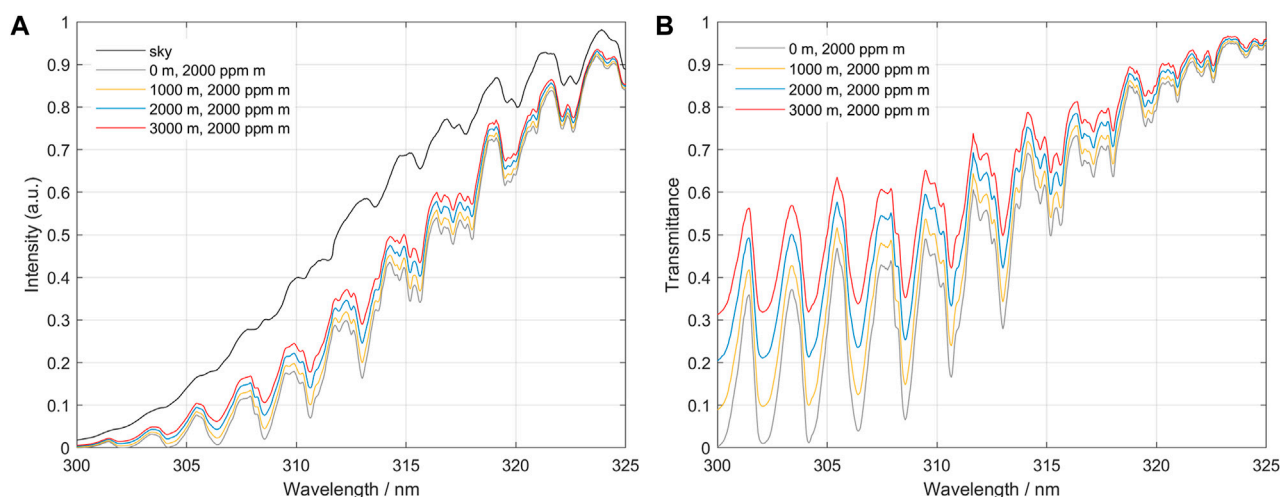 A
1
0.9
0.8
0.7
0.6
0.5
0.4
0.3
0.2
0.1
0
Intensity (a.u.)
sky
0 m, 2000 ppm m
1000 m, 2000 ppm m
2000 m, 2000 ppm m
3000 m, 2000 ppm m
300 305 310 315 320 325
Wavelength / nm
B
1
0.9
0.8
0.7
0.6
0.5
0.4
0.3
0.2
0.1
0
Transmittance
0 m, 2000 ppm m
1000 m, 2000 ppm m
2000 m, 2000 ppm m
3000 m, 2000 ppm m
300 305 310 315 320 325
Wavelength / nm